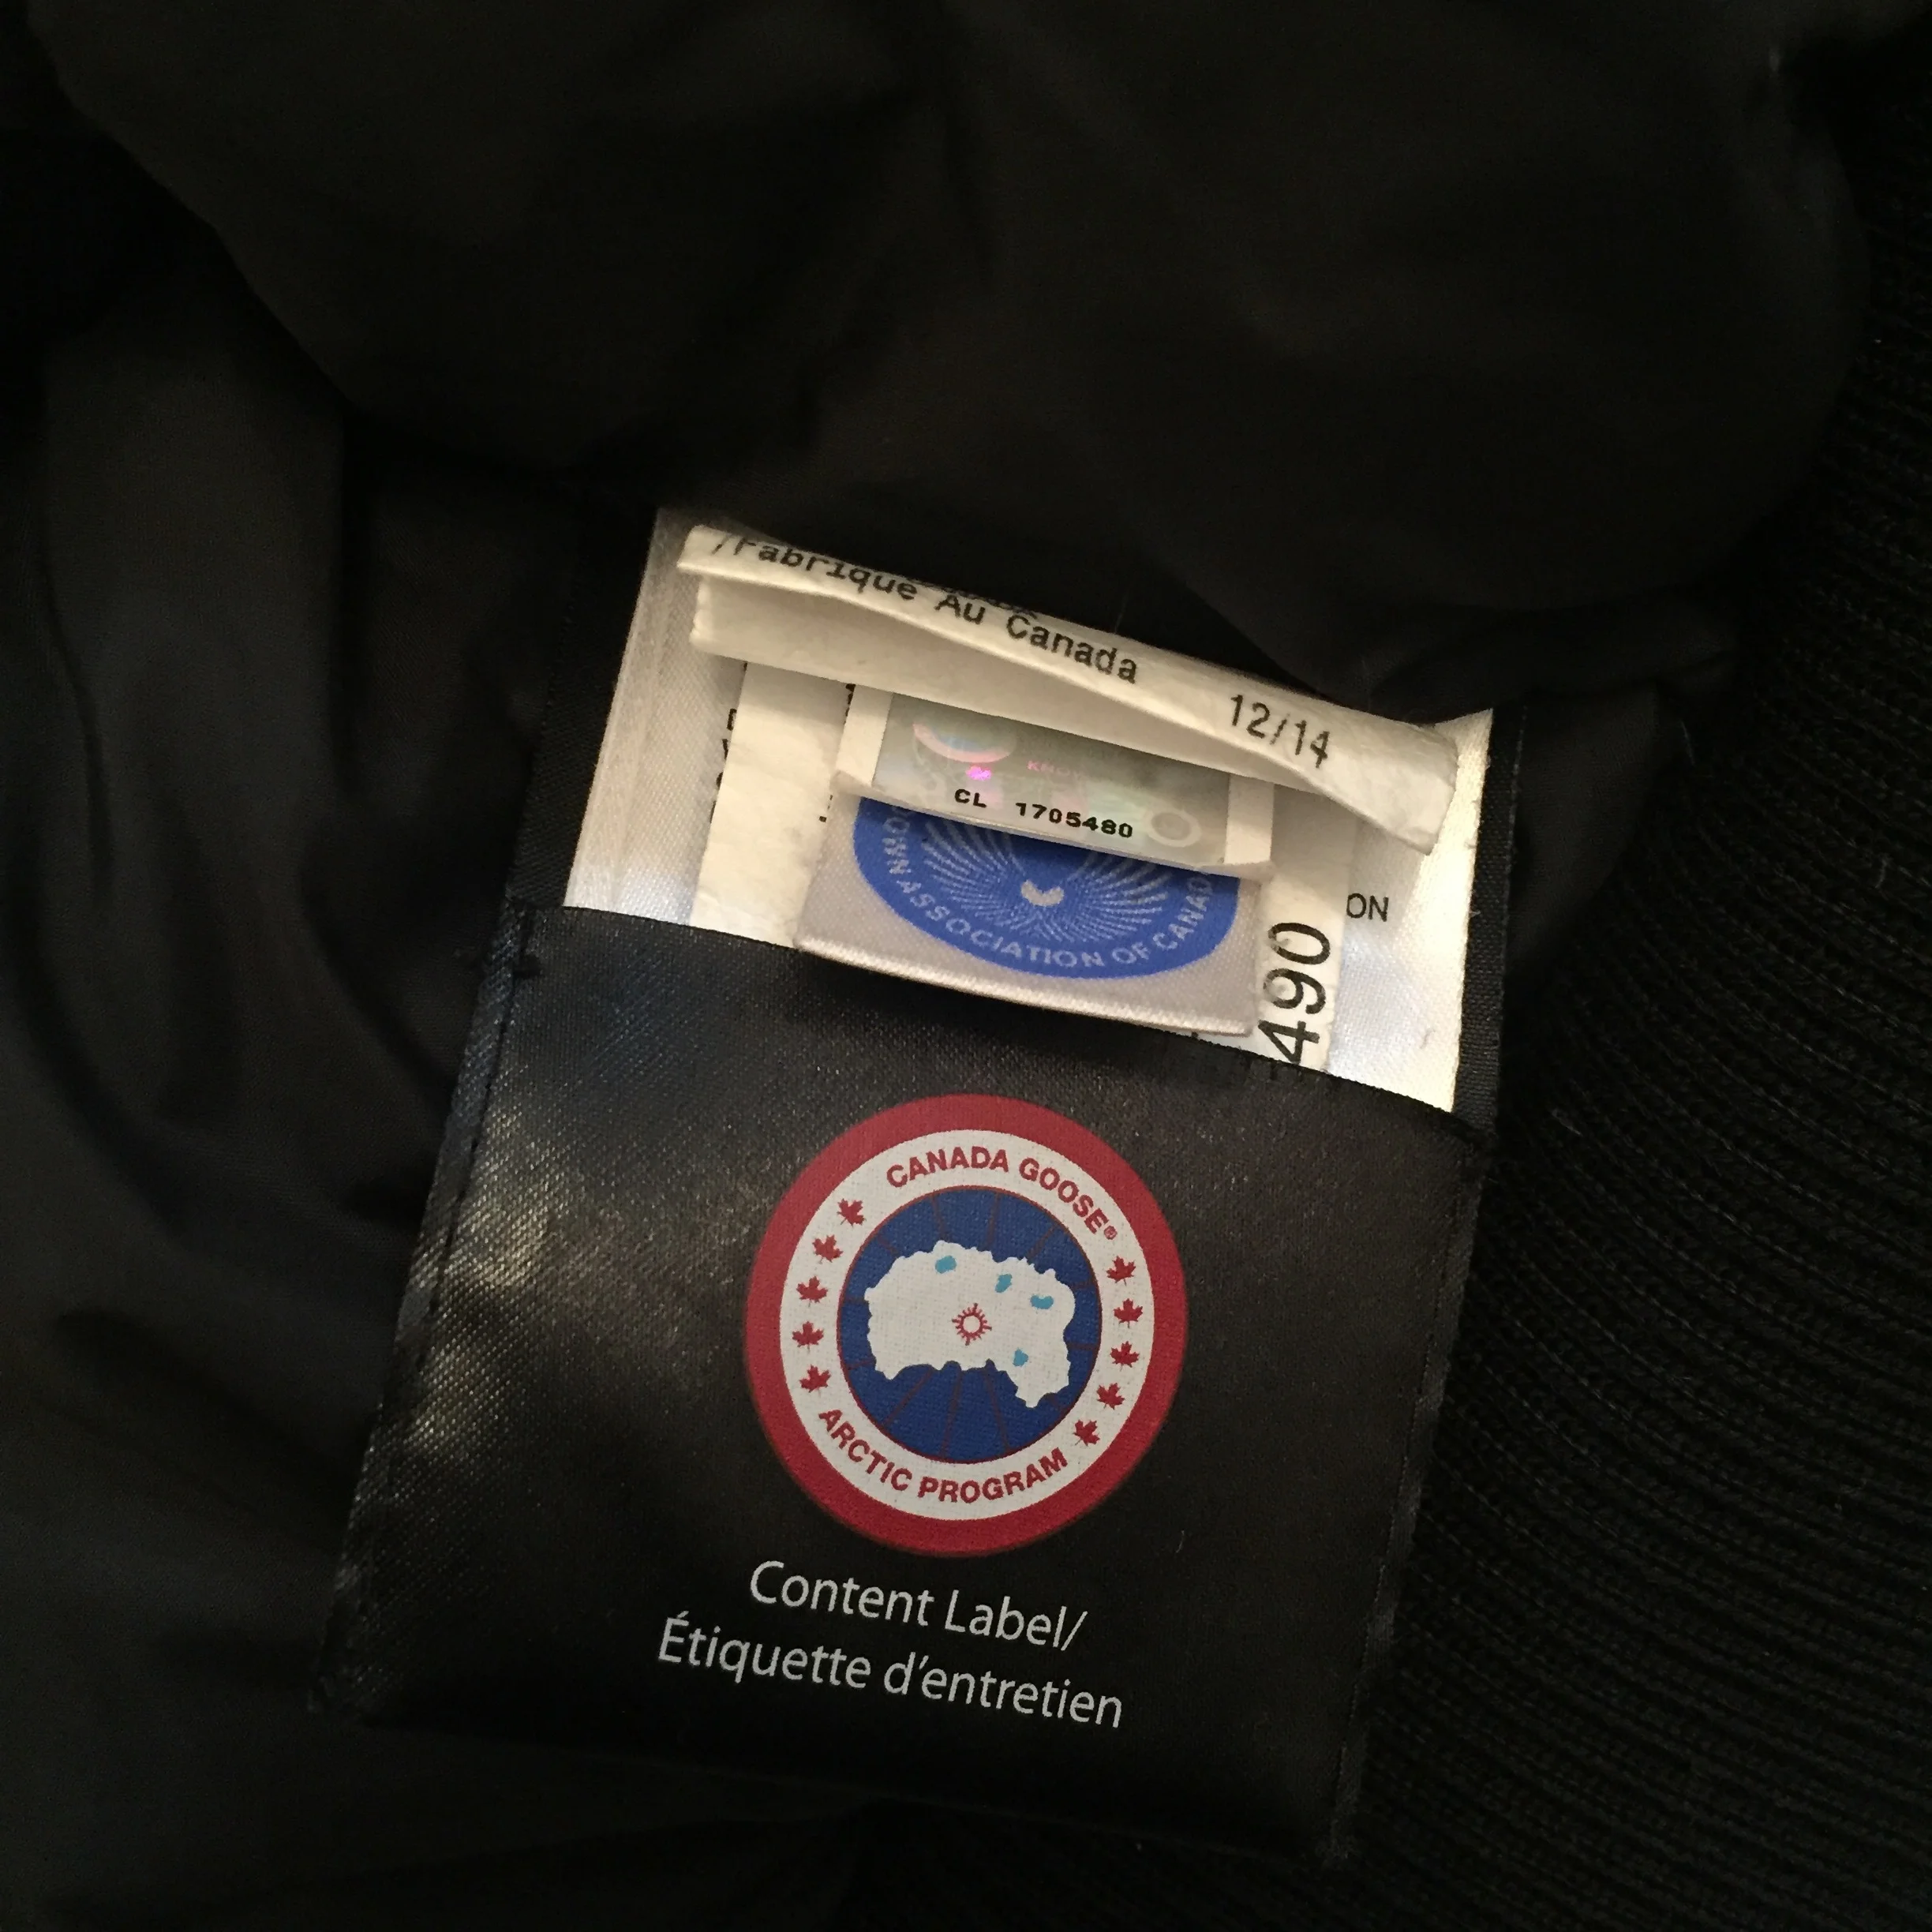 /Fabrique Au Canada 12/14
CL 1705480
ASSOCIATION OF CANADA
ON
490
CANADA GOOSE®
ARCTIC PROGRAM
Content Label/
Étiquette d'entretien